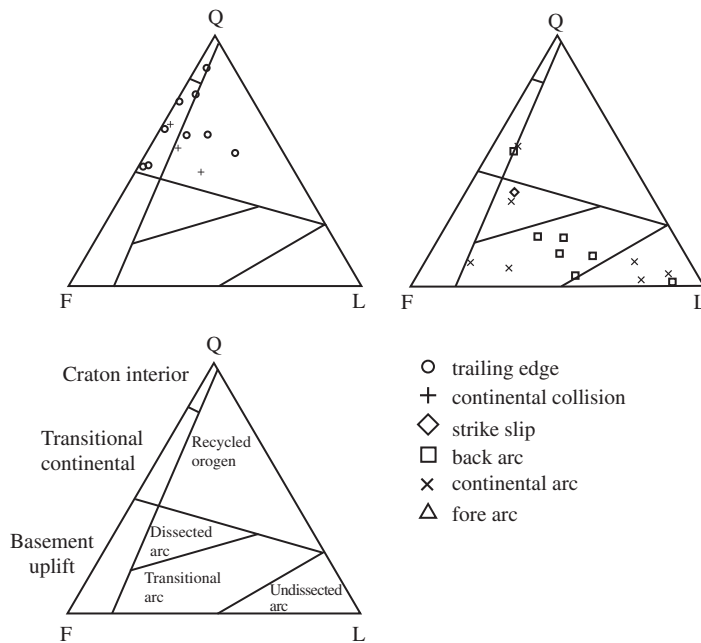 Q
Q
F
L
F
L
Q
Craton interior
Transitional
continental
Recycled
orogen
Basement
uplift
Dissected
arc
Transitional
arc
Undissected
arc
F
L
trailing edge
continental collision
strike slip
back arc
continental arc
fore arc